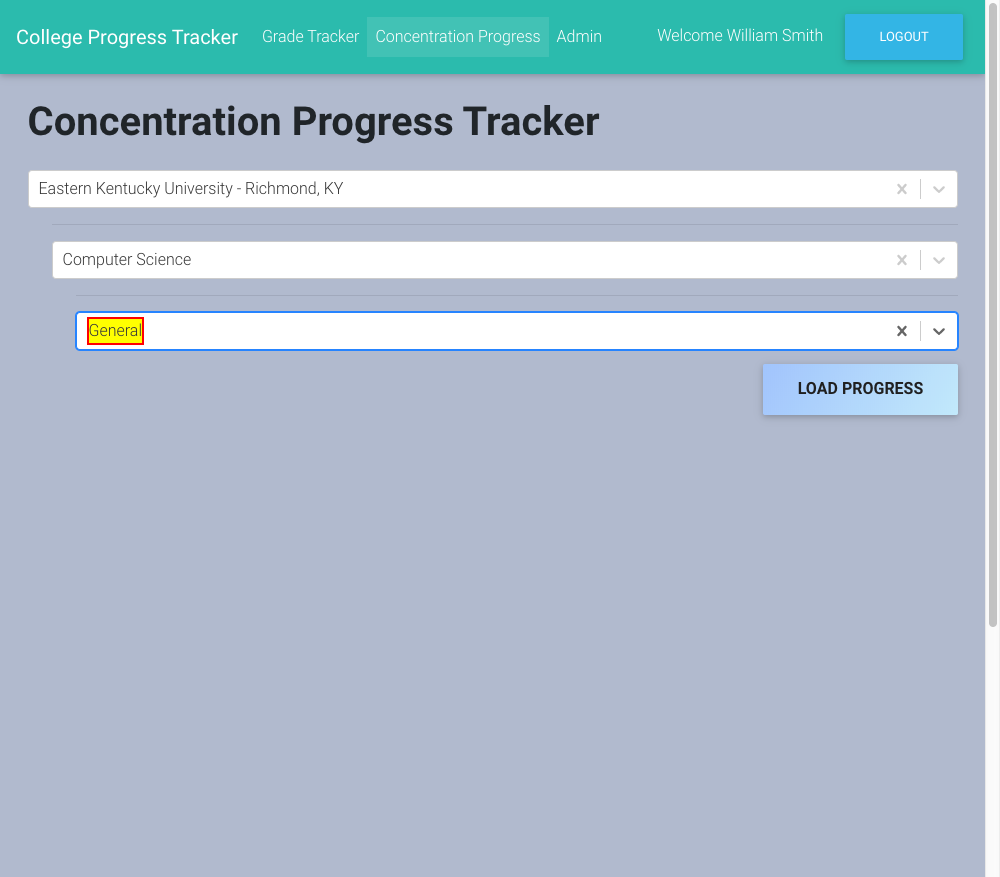 College Progress Tracker Grade Tracker Concentration Progress Admin Welcome William Smith LOGOUT
Concentration Progress Tracker
Eastern Kentucky University - Richmond, KY
Computer Science
General
LOAD PROGRESS